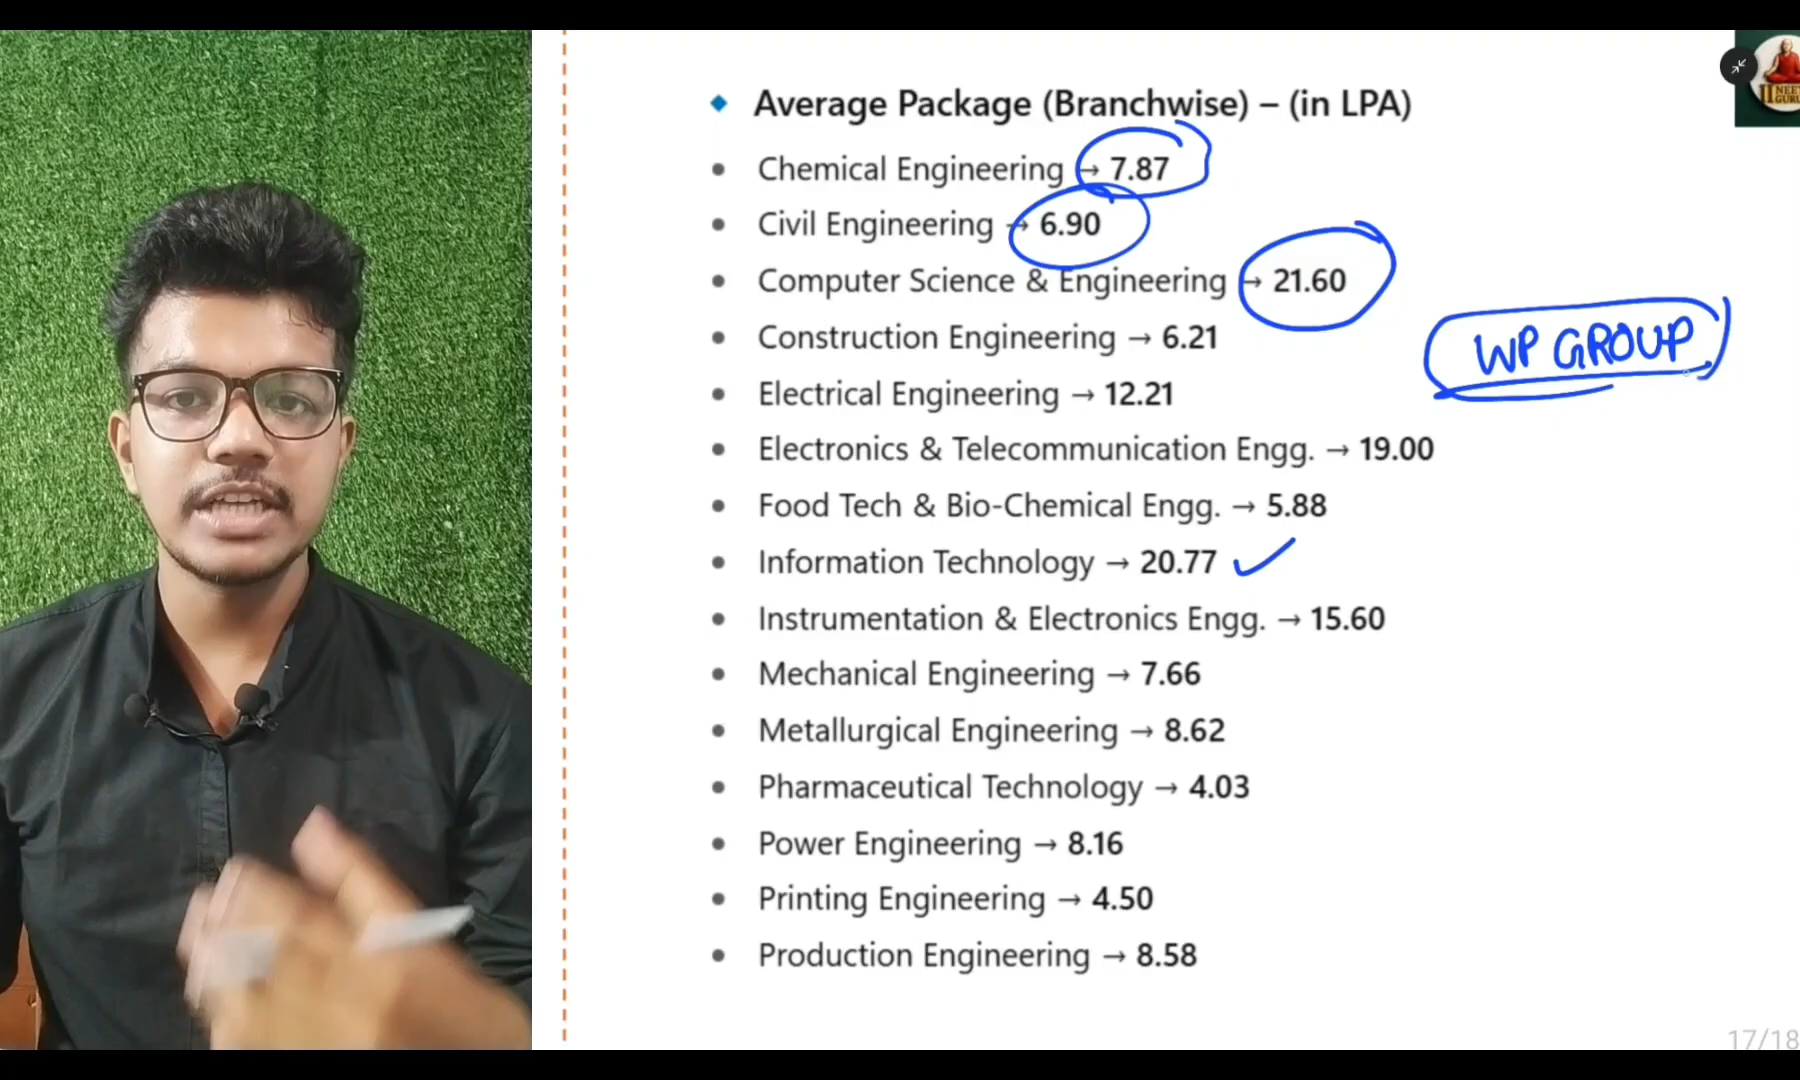 ◆ Average Package (Branchwise) – (in LPA)
• Chemical Engineering → 7.87
• Civil Engineering → 6.90
• Computer Science & Engineering → 21.60
WP GROUP
• Construction Engineering → 6.21
• Electrical Engineering → 12.21
• Electronics & Telecommunication Engg. → 19.00
• Food Tech & Bio-Chemical Engg. → 5.88
• Information Technology → 20.77
• Instrumentation & Electronics Engg. → 15.60
• Mechanical Engineering → 7.66
• Metallurgical Engineering → 8.62
• Pharmaceutical Technology → 4.03
• Power Engineering → 8.16
• Printing Engineering → 4.50
• Production Engineering → 8.58
17/18